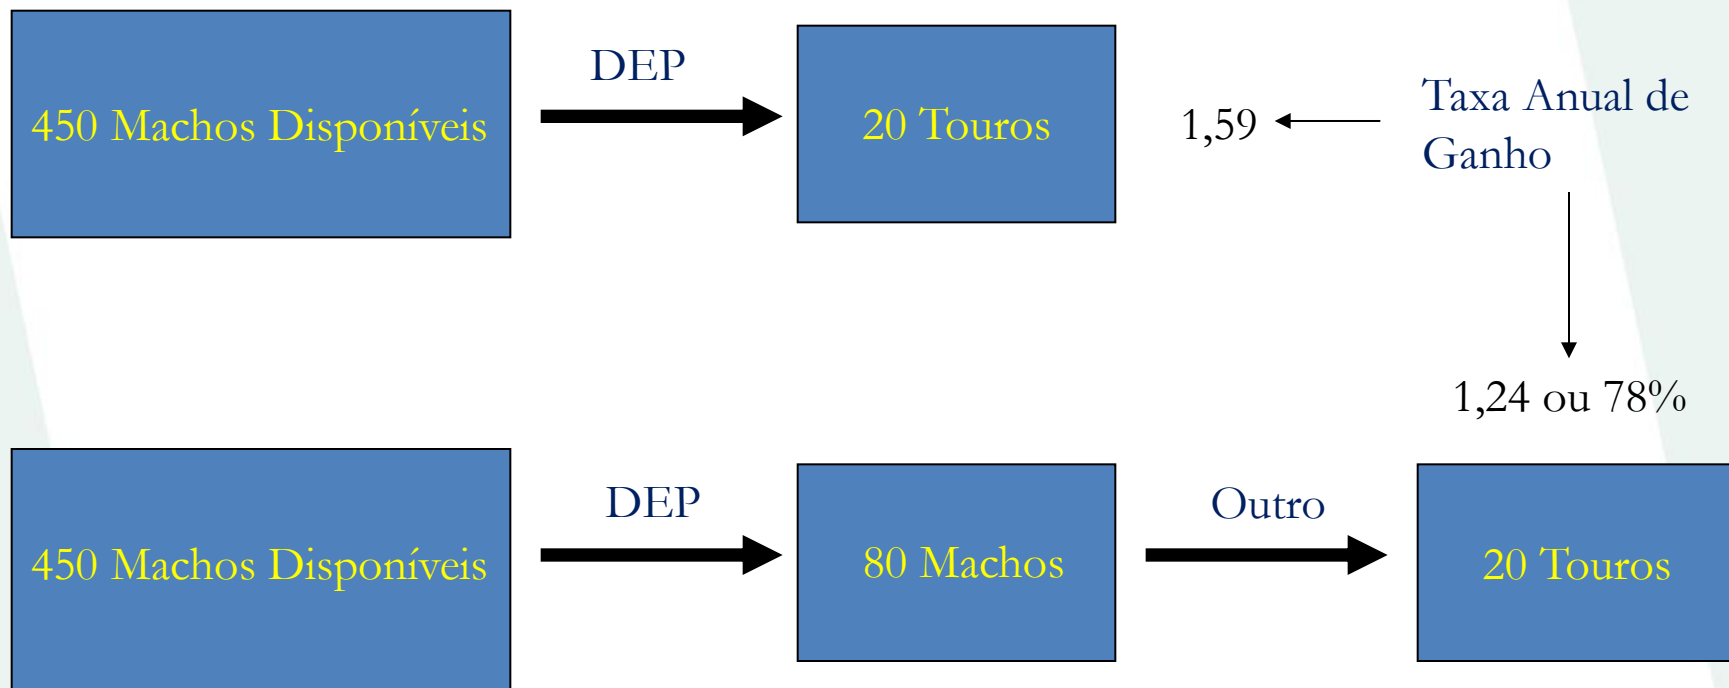 DEP
450 Machos Disponíveis
20 Touros
1,59
Taxa Anual de
Ganho
1,24 ou 78%
DEP
Outro
450 Machos Disponíveis
80 Machos
20 Touros